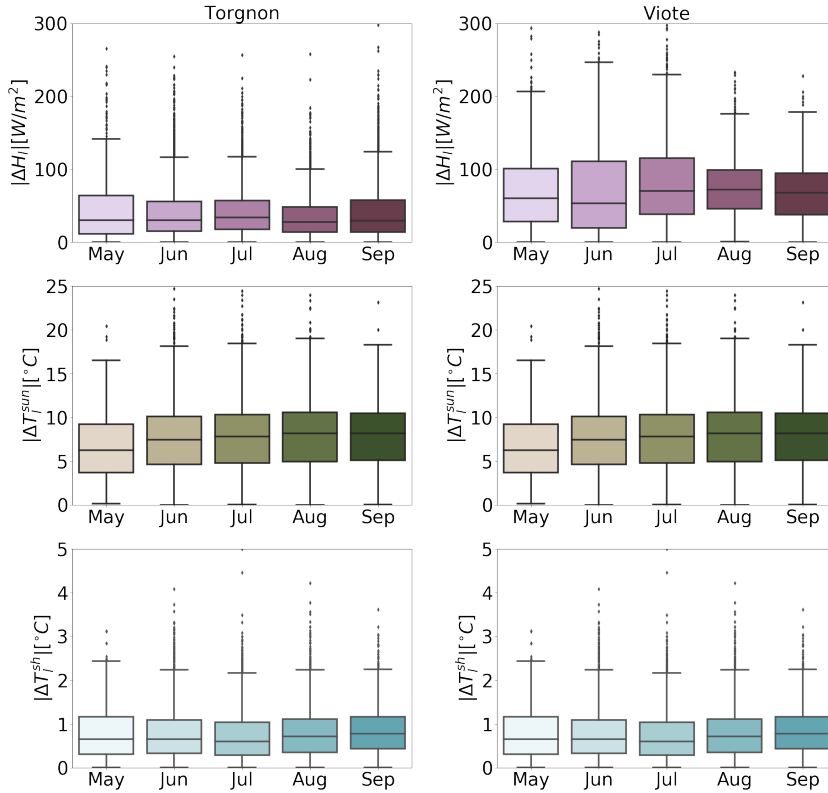 Torgnon
Viote
|ΔH_l|[W/m^2]
300
200
100
0
May Jun Jul Aug Sep
|ΔH_l|[W/m^2]
300
200
100
0
May Jun Jul Aug Sep
|ΔT_l^{sun}|[°C]
25
20
15
10
5
0
May Jun Jul Aug Sep
|ΔT_l^{sun}|[°C]
25
20
15
10
5
0
May Jun Jul Aug Sep
|ΔT_l^{sh}|[°C]
5
4
3
2
1
0
May Jun Jul Aug Sep
|ΔT_l^{sh}|[°C]
5
4
3
2
1
0
May Jun Jul Aug Sep